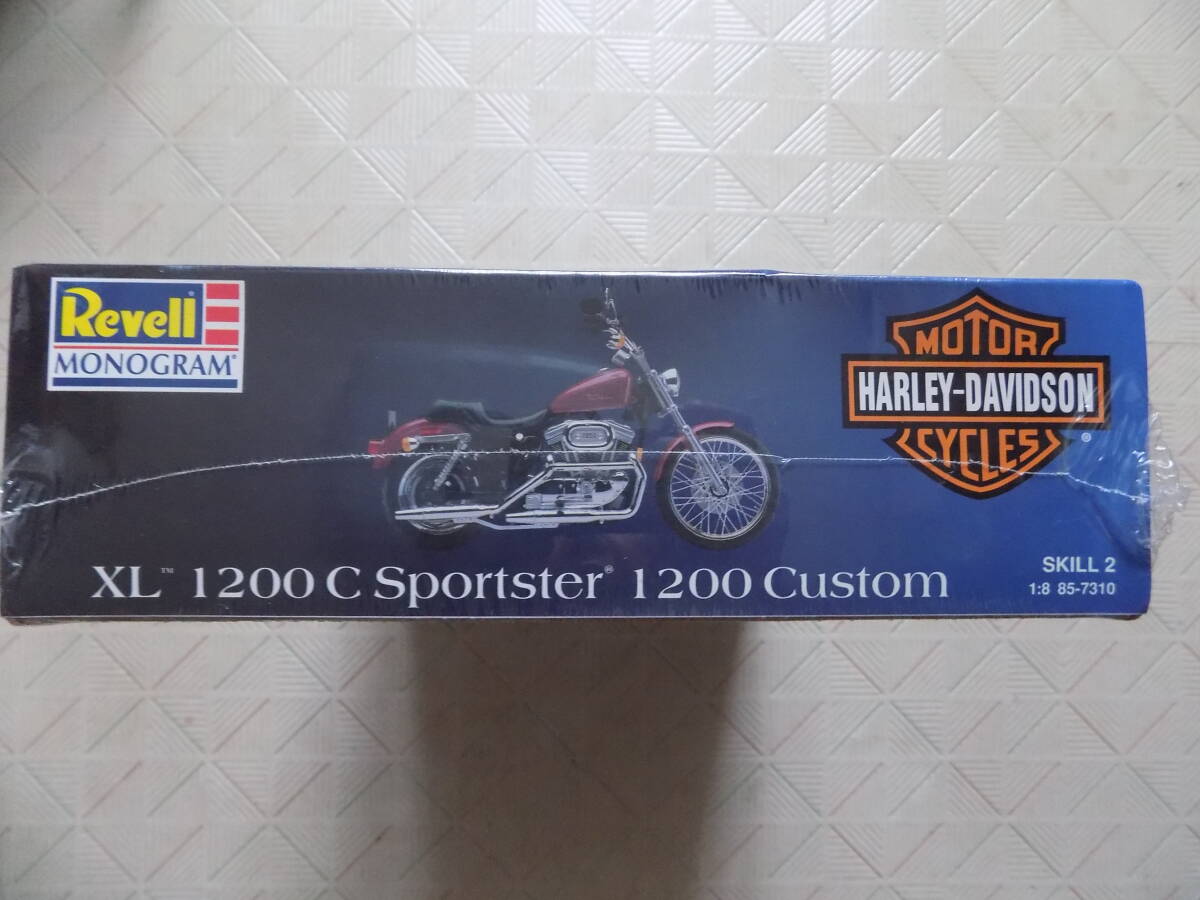 Revell
MONOGRAM®
MOTOR
HARLEY-DAVIDSON
CYCLES®
XL™ 1200 C Sportster® 1200 Custom
SKILL 2
1:8 85-7310